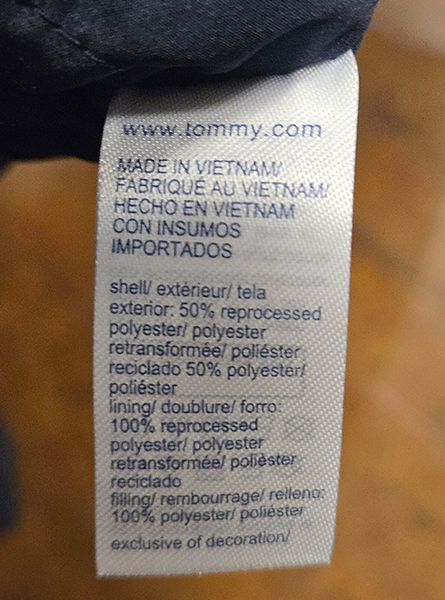 www.tommy.com
MADE IN VIETNAM/
FABRIQUÉ AU VIETNAM/
HECHO EN VIETNAM
CON INSUMOS
IMPORTADOS
shell/ extérieur/ tela
exterior: 50% reprocessed
polyester/ polyester
retransformée/ poliéster
reciclado 50% polyester/
poliéster
lining/ doublure/ forro:
100% reprocessed
polyester/ polyester
retransformée/ polièster
reciclado
filling/ rembourrage/ relleno:
100% polyester/ poliéster
exclusive of decoration/